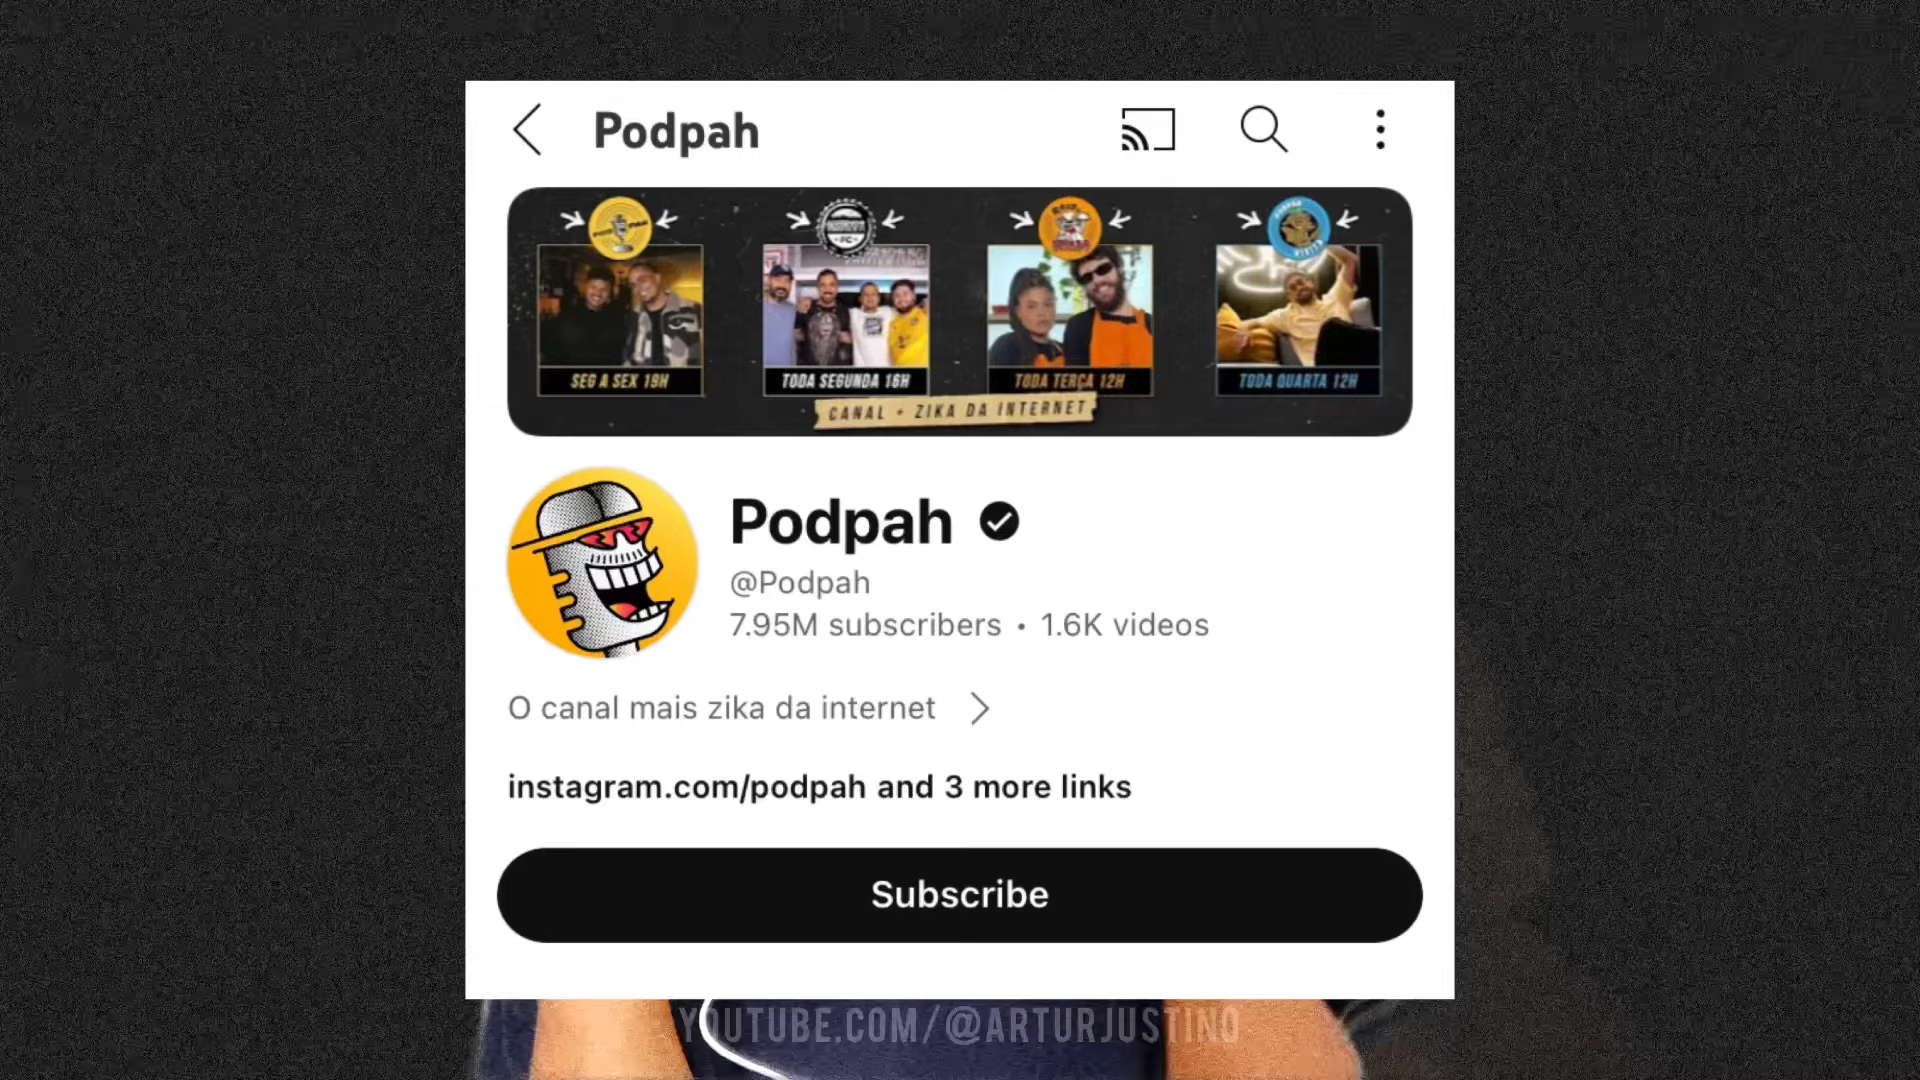 Podpah
SEG A SEX 19H
TODA SEGUNDA 16H
TODA TERÇA 12H
TODA QUARTA 12H
CANAL + ZIKA DA INTERNET
Podpah
@Podpah
7.95M subscribers • 1.6K videos
O canal mais zika da internet
instagram.com/podpah and 3 more links
Subscribe
YOUTUBE.COM/@ARTURJUSTINO